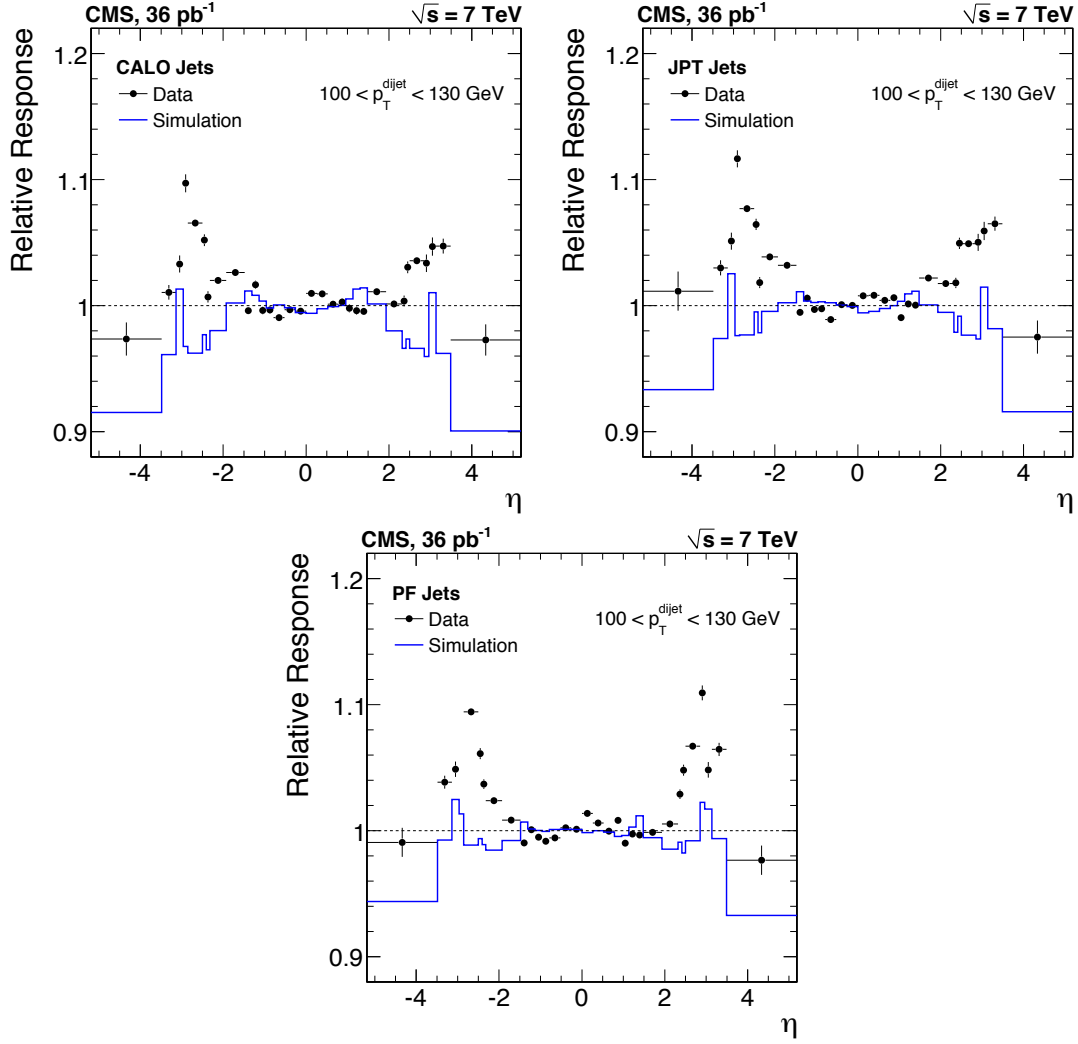 CMS, 36 pb⁻¹ √s = 7 TeV
CALO Jets
Data
Simulation
100 < p_T^dijet < 130 GeV
Relative Response
1.2
1.1
1
0.9
-4 -2 0 2 4
η
CMS, 36 pb⁻¹ √s = 7 TeV
JPT Jets
Data
Simulation
100 < p_T^dijet < 130 GeV
Relative Response
1.2
1.1
1
0.9
-4 -2 0 2 4
η
CMS, 36 pb⁻¹ √s = 7 TeV
PF Jets
Data
Simulation
100 < p_T^dijet < 130 GeV
Relative Response
1.2
1.1
1
0.9
-4 -2 0 2 4
η